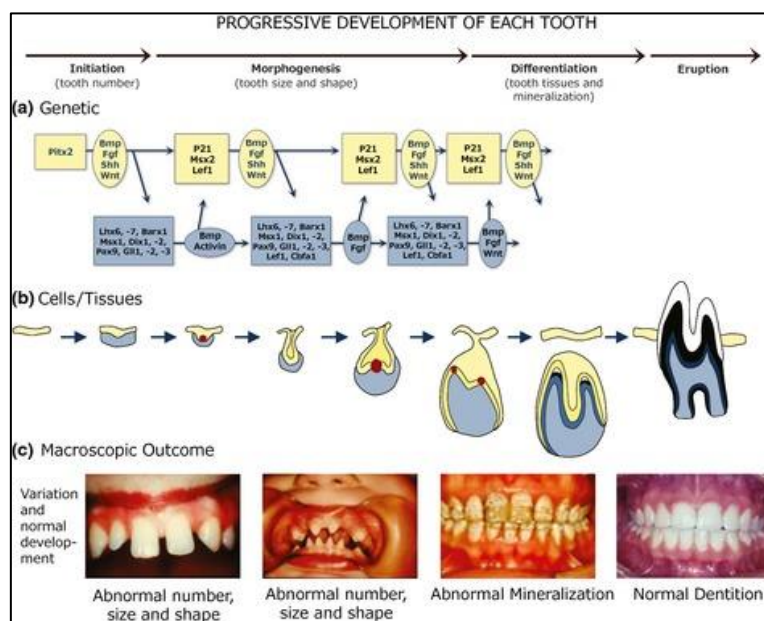 PROGRESSIVE DEVELOPMENT OF EACH TOOTH
Initiation
(tooth number)
Morphogenesis
(tooth size and shape)
Differentiation
(tooth tissues and
mineralization)
Eruption
(a) Genetic
Pitx2
Bmp
Fgf
Shh
Wnt
P21
Msx2
Lef1
Bmp
Fgf
Shh
Wnt
P21
Msx2
Lef1
Bmp
Fgf
Shh
Wnt
P21
Msx2
Lef1
Bmp
Fgf
Shh
Wnt
Lhx6, -7, Barx1
Msx1, Dix1, -2,
Pax9, Gli1, -2, -3
Bmp
Activin
Lhx6, -7, Barx1
Msx1, Dix1, -2,
Pax9, Gli1, -2, -3,
Lef1, Cbfa1
Bmp
Fgf
Lhx6, -7, Barx1
Msx1, Dix1, -2,
Pax9, Gli1, -2, -3,
Lef1, Cbfa1
Bmp
Fgf
Wnt
(b) Cells/Tissues
(c) Macroscopic Outcome
Variation
and
normal
develop-
ment
Abnormal number,
size and shape
Abnormal number,
size and shape
Abnormal Mineralization
Normal Dentition